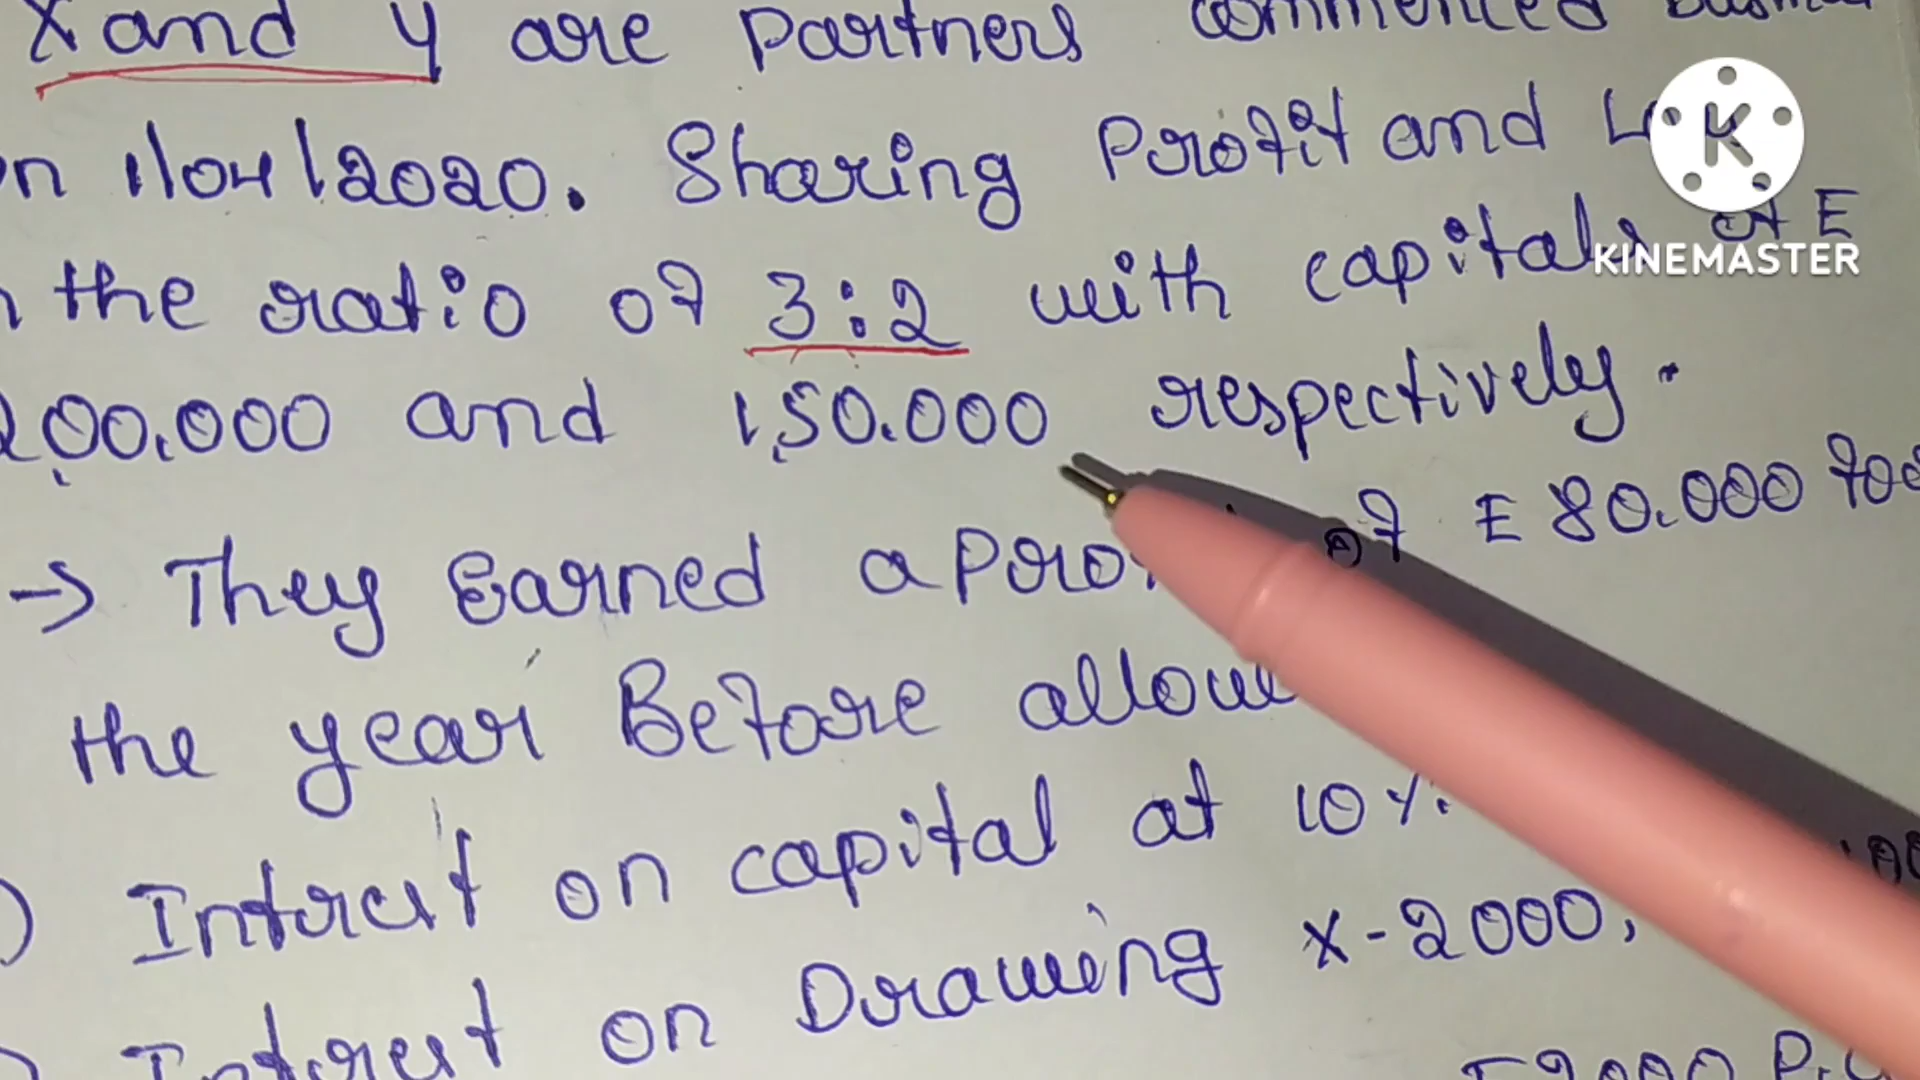 X and Y are Partners commenced
on 1/04/2020. Sharing Profit and
the ratio of 3:2 with capitals of
200.000 and 1,50.000 respectively.
→ They Earned a of E 80.000 for
the year Before
Interest on capital at 10%.
Interest on Drawing X-2000,
K
KINEMASTER